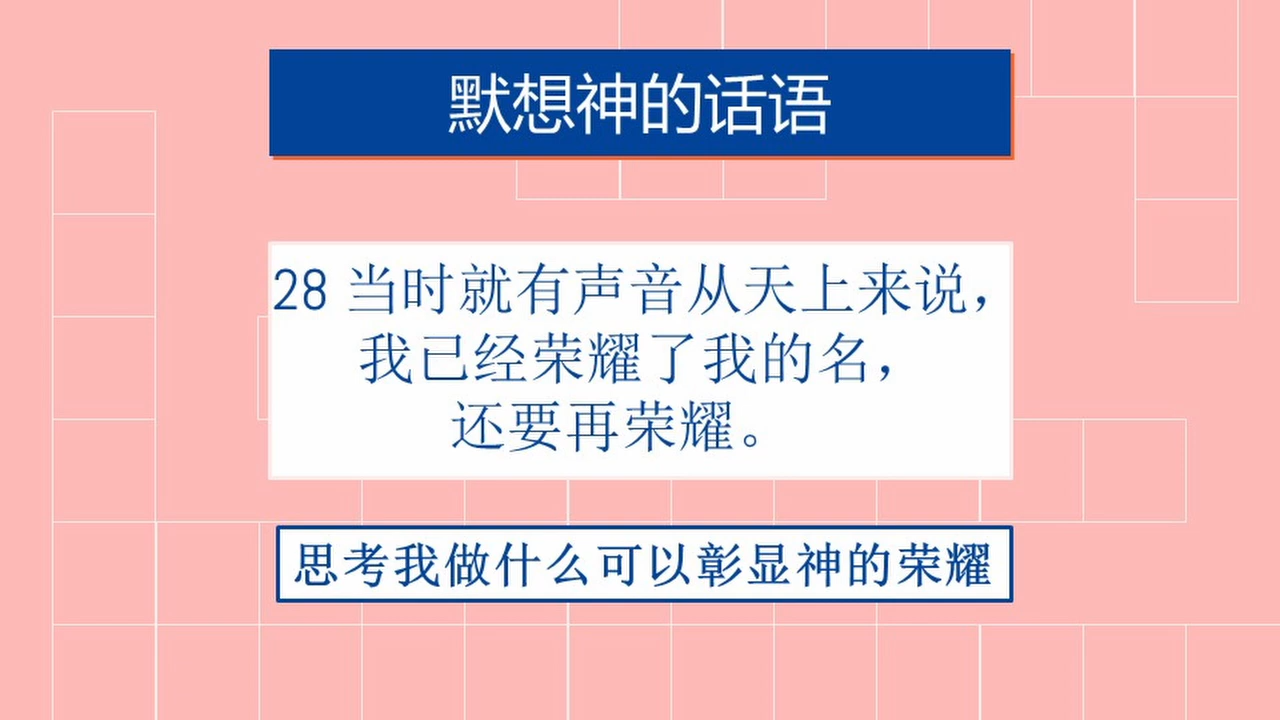 默想神的话语
28 当时就有声音从天上来说，
我已经荣耀了我的名，
还要再荣耀。
思考我做什么可以彰显神的荣耀